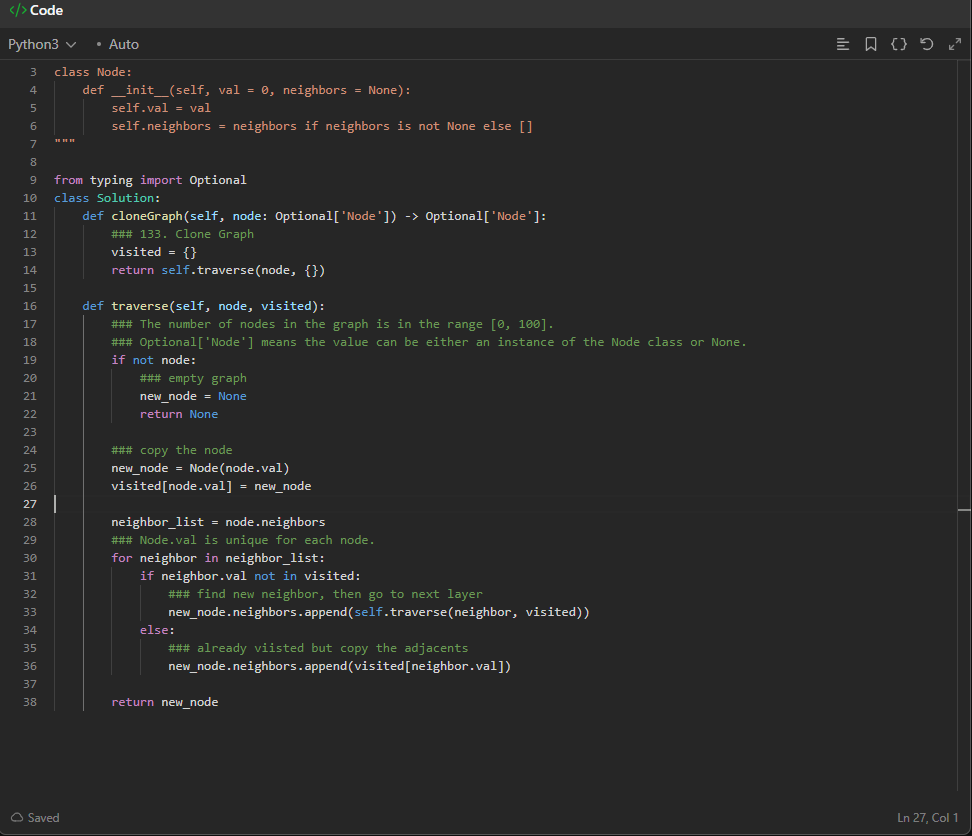 </> Code
Python3 • Auto
3 class Node:
4     def __init__(self, val = 0, neighbors = None):
5         self.val = val
6         self.neighbors = neighbors if neighbors is not None else []
7 """
8
9 from typing import Optional
10 class Solution:
11     def cloneGraph(self, node: Optional['Node']) -> Optional['Node']:
12         ### 133. Clone Graph
13         visited = {}
14         return self.traverse(node, {})
15
16     def traverse(self, node, visited):
17         ### The number of nodes in the graph is in the range [0, 100].
18         ### Optional['Node'] means the value can be either an instance of the Node class or None.
19         if not node:
20             ### empty graph
21             new_node = None
22             return None
23
24         ### copy the node
25         new_node = Node(node.val)
26         visited[node.val] = new_node
27
28         neighbor_list = node.neighbors
29         ### Node.val is unique for each node.
30         for neighbor in neighbor_list:
31             if neighbor.val not in visited:
32                 ### find new neighbor, then go to next layer
33                 new_node.neighbors.append(self.traverse(neighbor, visited))
34             else:
35                 ### already viisted but copy the adjacents
36                 new_node.neighbors.append(visited[neighbor.val])
37
38         return new_node
Saved
Ln 27, Col 1